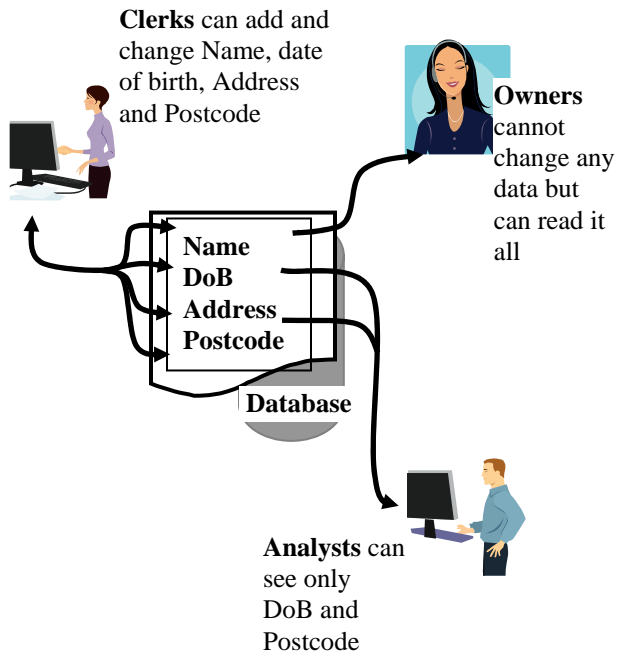 Clerks can add and
change Name, date
of birth, Address
and Postcode
Owners
cannot
change any
data but
can read it
all
Name
DoB
Address
Postcode
Database
Analysts can
see only
DoB and
Postcode